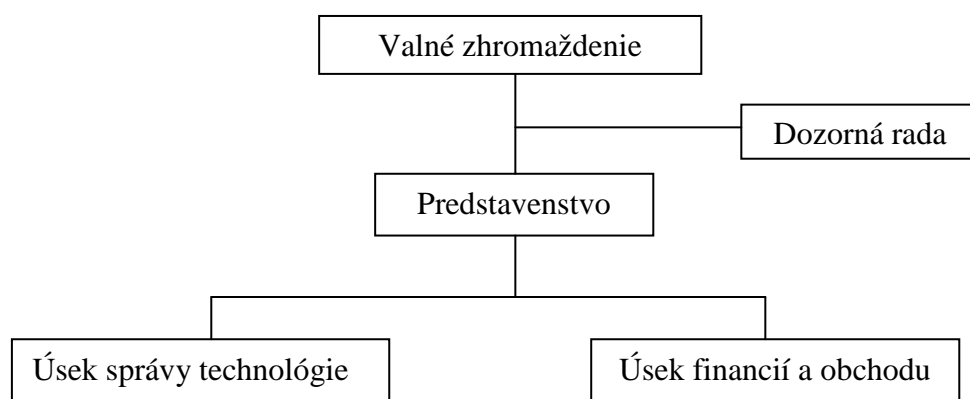 Valné zhromaždenie
Dozorná rada
Predstavenstvo
Úsek správy technológie
Úsek financií a obchodu